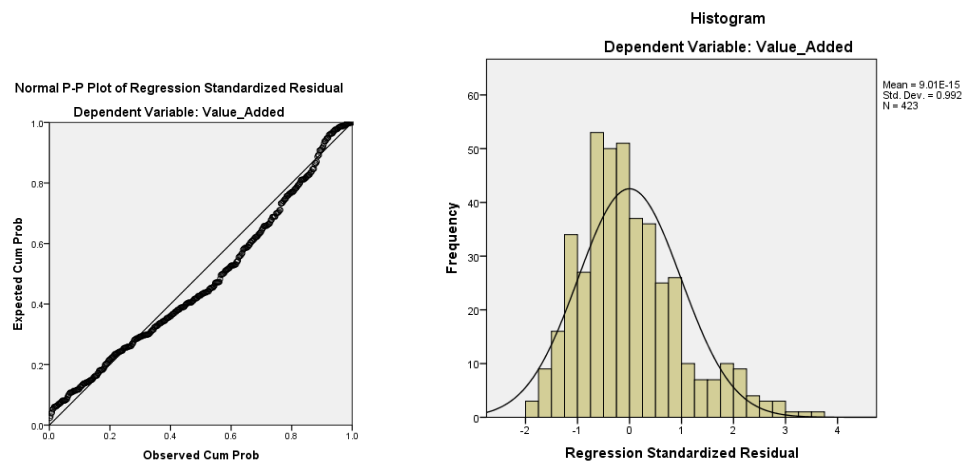 Normal P-P Plot of Regression Standardized Residual
Dependent Variable: Value_Added
1.0
0.8
0.6
0.4
0.2
0.0
0.0 0.2 0.4 0.6 0.8 1.0
Expected Cum Prob
Observed Cum Prob
Histogram
Dependent Variable: Value_Added
60
50
40
30
20
10
0
-2 -1 0 1 2 3 4
Frequency
Regression Standardized Residual
Mean = 9.01E-15
Std. Dev. = 0.992
N = 423